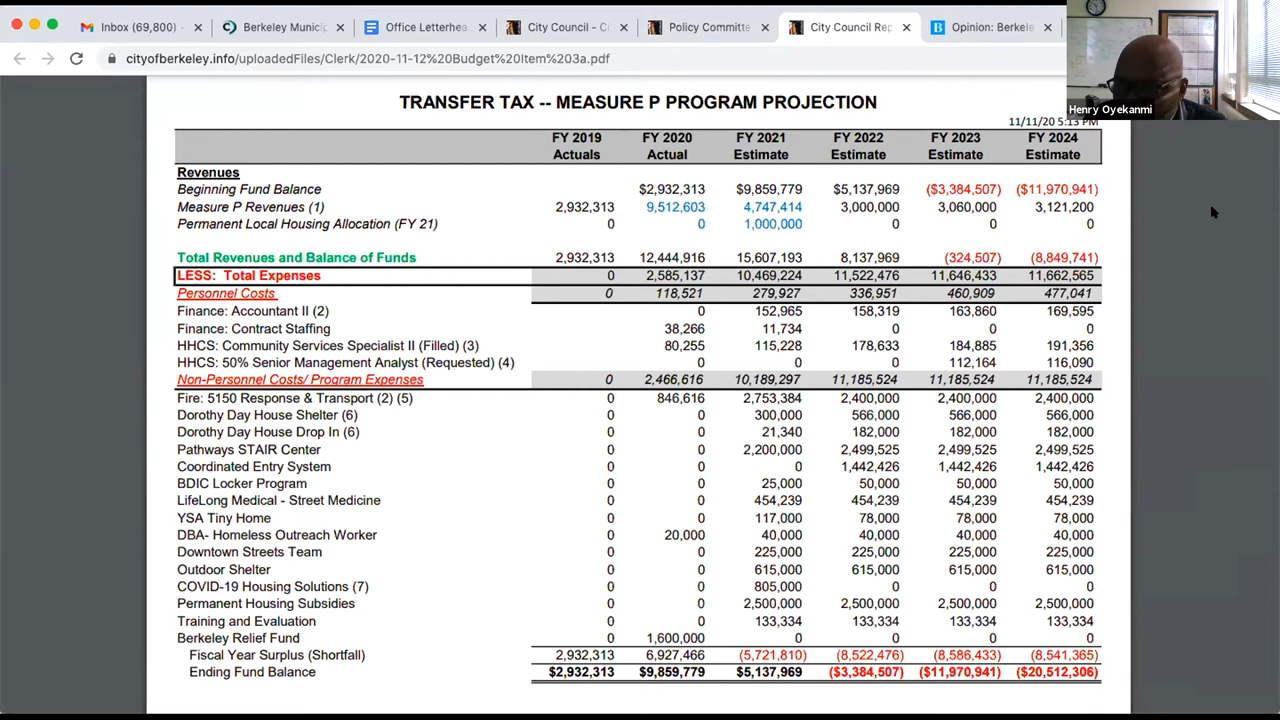 Inbox (69,800) - × Berkeley Municip × Office Letterhea × City Council - Ci × Policy Committe × City Council Rep × Opinion: Berkele ×
cityofberkeley.info/uploadedFiles/Clerk/2020-11-12%20Budget%20Item%203a.pdf
Henry Oyekanmi
TRANSFER TAX -- MEASURE P PROGRAM PROJECTION
11/11/20 5:13 PM
FY 2019 FY 2020 FY 2021 FY 2022 FY 2023 FY 2024
Actuals Actual Estimate Estimate Estimate Estimate
Revenues
Beginning Fund Balance $2,932,313 $9,859,779 $5,137,969 ($3,384,507) ($11,970,941)
Measure P Revenues (1) 2,932,313 9,512,603 4,747,414 3,000,000 3,060,000 3,121,200
Permanent Local Housing Allocation (FY 21) 0 0 1,000,000 0 0 0
Total Revenues and Balance of Funds 2,932,313 12,444,916 15,607,193 8,137,969 (324,507) (8,849,741)
LESS: Total Expenses 0 2,585,137 10,469,224 11,522,476 11,646,433 11,662,565
Personnel Costs 0 118,521 279,927 336,951 460,909 477,041
Finance: Accountant II (2) 152,965 158,319 163,860 169,595
Finance: Contract Staffing 38,266 11,734 0 0 0
HHCS: Community Services Specialist II (Filled) (3) 80,255 115,228 178,633 184,885 191,356
HHCS: 50% Senior Management Analyst (Requested) (4) 0 0 0 112,164 116,090
Non-Personnel Costs/ Program Expenses 0 2,466,616 10,189,297 11,185,524 11,185,524 11,185,524
Fire: 5150 Response & Transport (2) (5) 0 846,616 2,753,384 2,400,000 2,400,000 2,400,000
Dorothy Day House Shelter (6) 0 0 300,000 566,000 566,000 566,000
Dorothy Day House Drop In (6) 0 0 21,340 182,000 182,000 182,000
Pathways STAIR Center 0 0 2,200,000 2,499,525 2,499,525 2,499,525
Coordinated Entry System 0 0 0 1,442,426 1,442,426 1,442,426
BDIC Locker Program 0 0 25,000 50,000 50,000 50,000
LifeLong Medical - Street Medicine 0 0 454,239 454,239 454,239 454,239
YSA Tiny Home 0 0 117,000 78,000 78,000 78,000
DBA- Homeless Outreach Worker 0 20,000 40,000 40,000 40,000 40,000
Downtown Streets Team 0 0 225,000 225,000 225,000 225,000
Outdoor Shelter 0 0 615,000 615,000 615,000 615,000
COVID-19 Housing Solutions (7) 0 0 805,000 0 0 0
Permanent Housing Subsidies 0 0 2,500,000 2,500,000 2,500,000 2,500,000
Training and Evaluation 0 0 133,334 133,334 133,334 133,334
Berkeley Relief Fund 0 1,600,000 0 0 0 0
Fiscal Year Surplus (Shortfall) 2,932,313 6,927,466 (5,721,810) (8,522,476) (8,586,433) (8,541,365)
Ending Fund Balance $2,932,313 $9,859,779 $5,137,969 ($3,384,507) ($11,970,941) ($20,512,306)